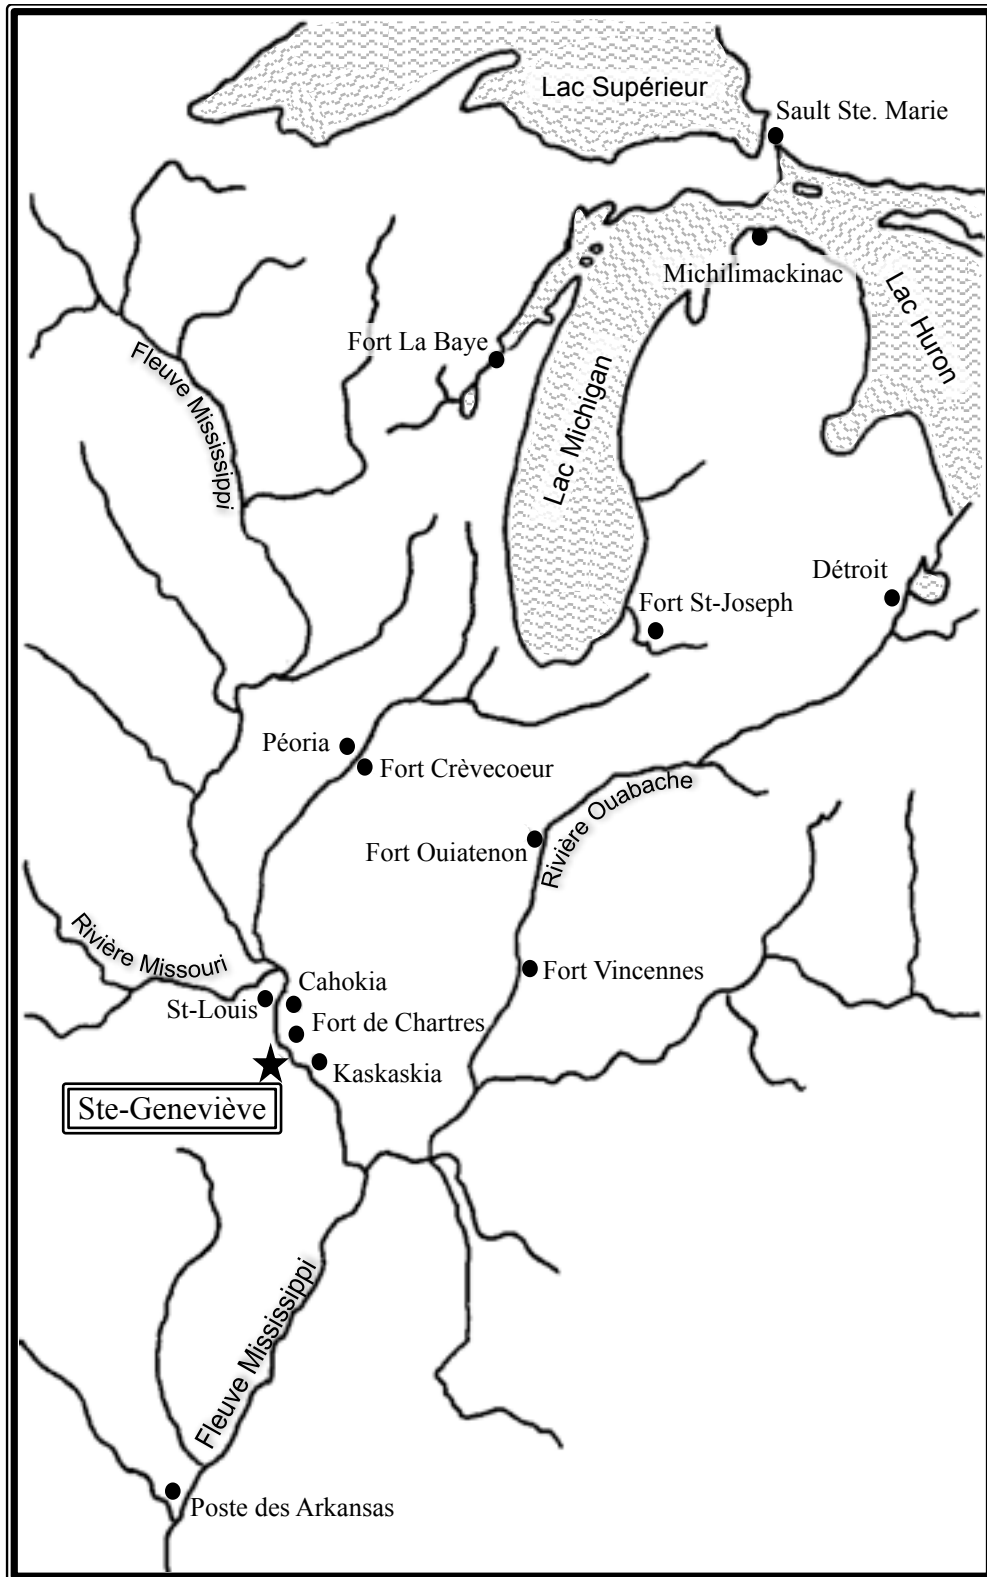 Lac Supérieur
Sault Ste. Marie
Michilimackinac
Lac Huron
Fort La Baye
Fleuve Mississippi
Lac Michigan
Détroit
Fort St-Joseph
Péoria
Fort Crèvecoeur
Rivière Ouabache
Fort Ouiatenon
Rivière Missouri
Fort Vincennes
Cahokia
St-Louis
Fort de Chartres
Kaskaskia
Ste-Geneviève
Fleuve Mississippi
Poste des Arkansas